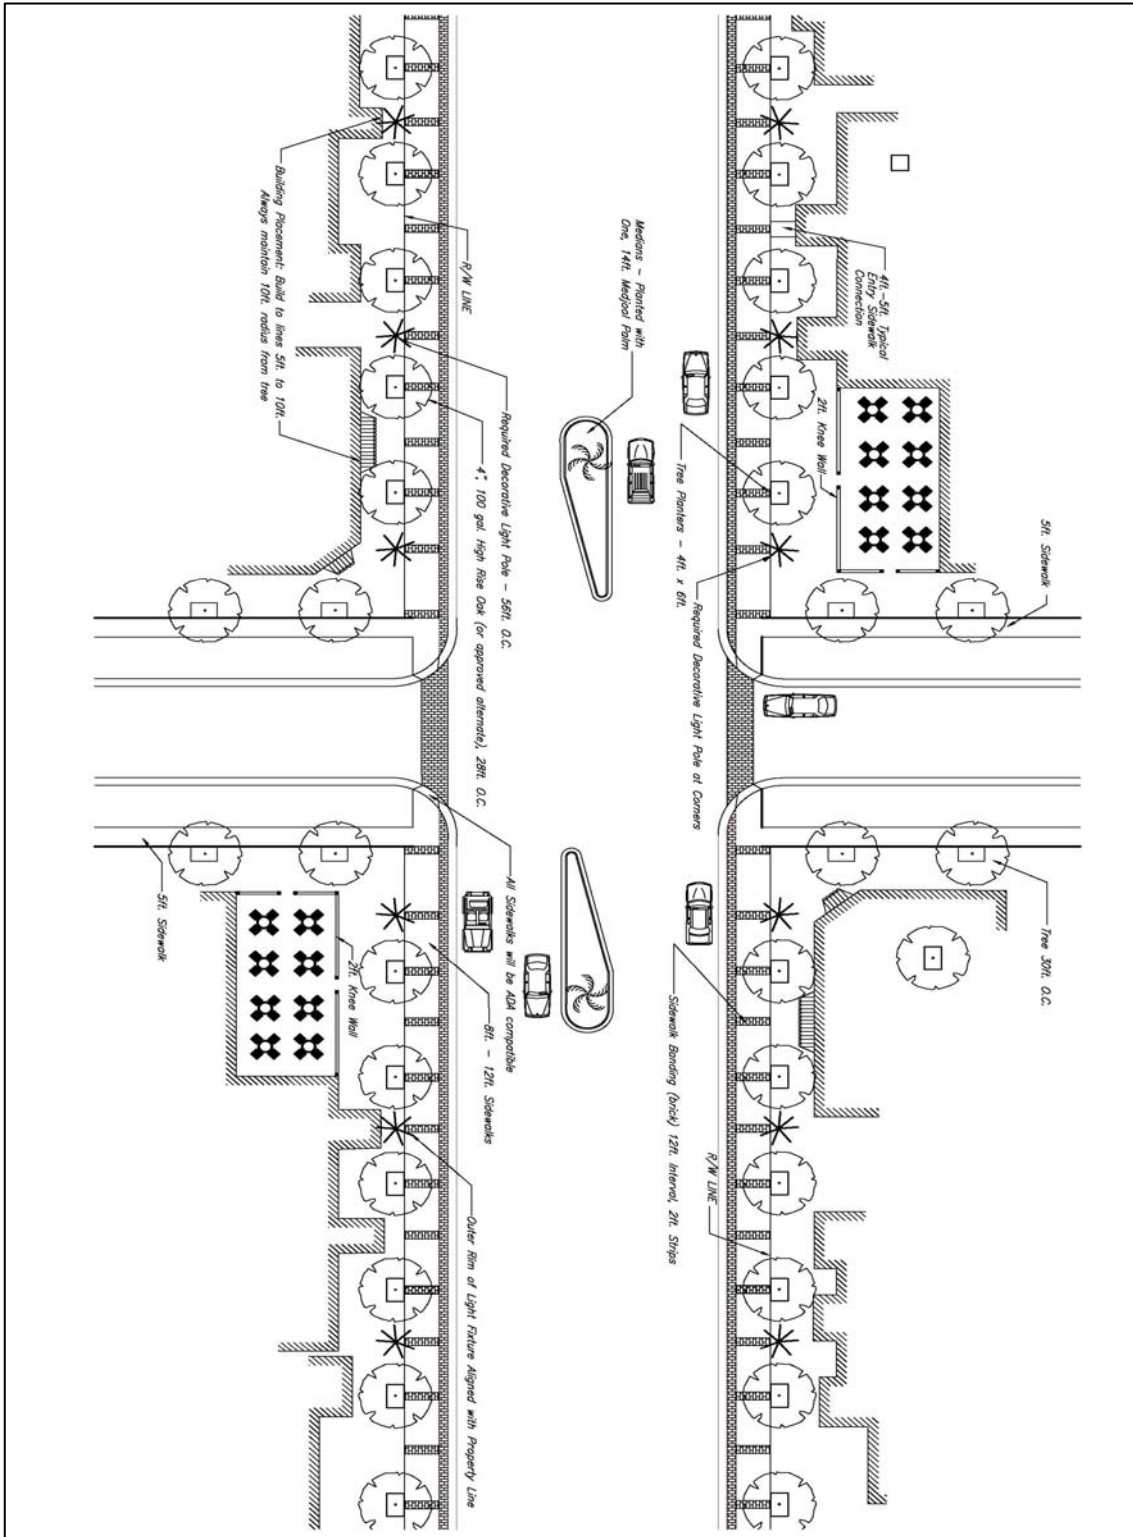 5ft. Sidewalk
Tree 30ft. O.C.
4ft.-5ft. Typical
Entry Sidewalk
Connection
2ft. Knee Wall
R/W LINE
Required Decorative Light Pole at Corners
Tree Planters - 4ft. x 6ft.
Sidewalk Banding (brick) 12ft. Interval, 2ft. Strips
Medians - Planted with
One, 14ft. Medjool Palm
All Sidewalks will be ADA compatible
Required Decorative Light Pole - 56ft. O.C.
8ft. - 12ft. Sidewalks
4", 100 gal. High Rise Oak (or approved alternate), 28ft. O.C.
R/W LINE
Outer Rim of Light Fixture Aligned with Property Line
2ft. Knee Wall
Building Placement: Build to lines 5ft. to 10ft.
Always maintain 10ft. radius from tree
5ft. Sidewalk